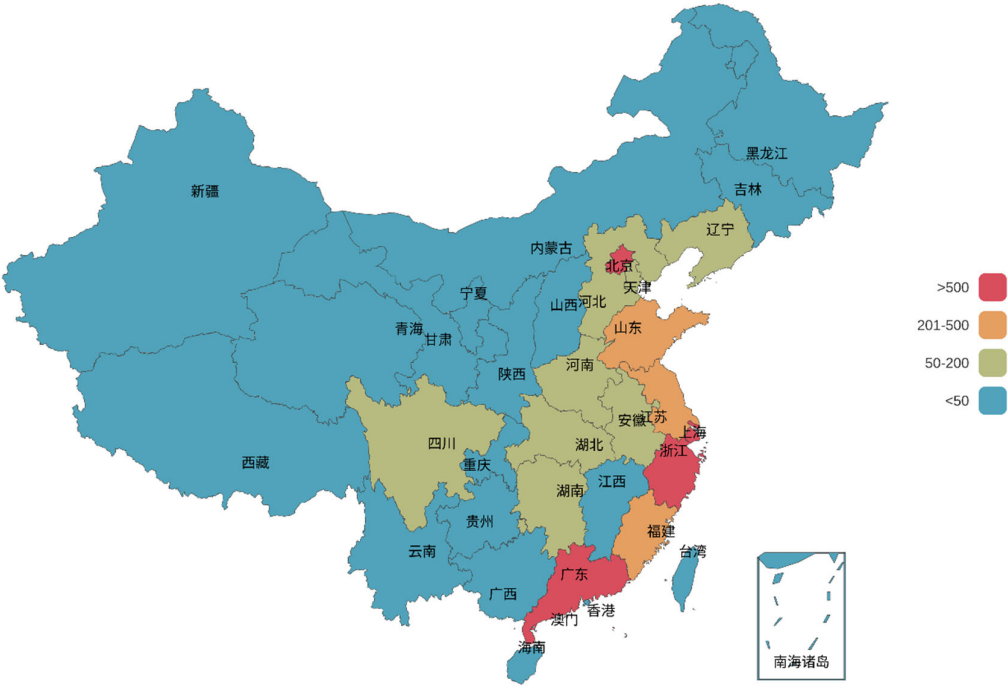 黑龙江
吉林
新疆
辽宁
内蒙古
北京
天津
宁夏
山西
河北
>500
青海
甘肃
山东
201-500
河南
陕西
50-200
<50
安徽
江苏
四川
湖北
上海
浙江
西藏
重庆
湖南
江西
贵州
云南
福建
台湾
广西
广东
香港
澳门
海南
南海诸岛